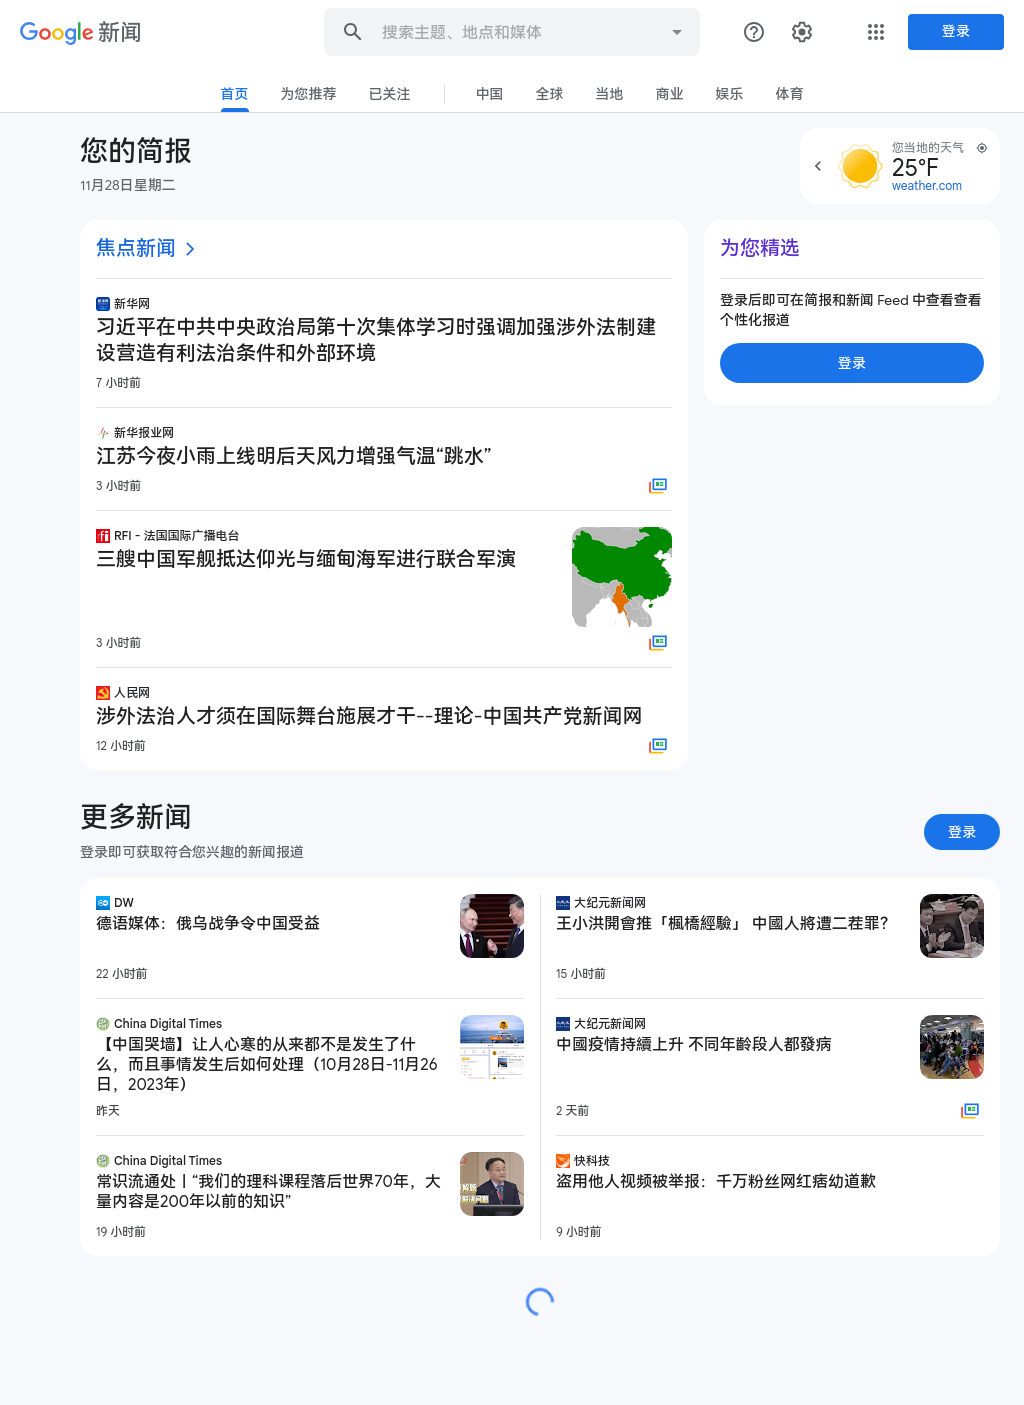 Google 新闻
搜索主题、地点和媒体
登录
首页
为您推荐
已关注
中国
全球
当地
商业
娱乐
体育
您的简报
11月28日星期二
您当地的天气
25°F
weather.com
焦点新闻
新华网
习近平在中共中央政治局第十次集体学习时强调加强涉外法制建
设营造有利法治条件和外部环境
7 小时前
新华报业网
江苏今夜小雨上线明后天风力增强气温“跳水”
3 小时前
RFI - 法国国际广播电台
三艘中国军舰抵达仰光与缅甸海军进行联合军演
3 小时前
人民网
涉外法治人才须在国际舞台施展才干--理论-中国共产党新闻网
12 小时前
为您精选
登录后即可在简报和新闻 Feed 中查看查看
个性化报道
登录
更多新闻
登录即可获取符合您兴趣的新闻报道
登录
DW
德语媒体：俄乌战争令中国受益
22 小时前
China Digital Times
【中国哭墙】让人心寒的从来都不是发生了什
么，而且事情发生后如何处理（10月28日-11月26
日，2023年）
昨天
China Digital Times
常识流通处丨“我们的理科课程落后世界70年，大
量内容是200年以前的知识”
19 小时前
大纪元新闻网
王小洪開會推「楓橋經驗」 中國人將遭二茬罪？
15 小时前
大纪元新闻网
中國疫情持續上升 不同年齡段人都發病
2 天前
快科技
盗用他人视频被举报：千万粉丝网红痞幼道歉
9 小时前